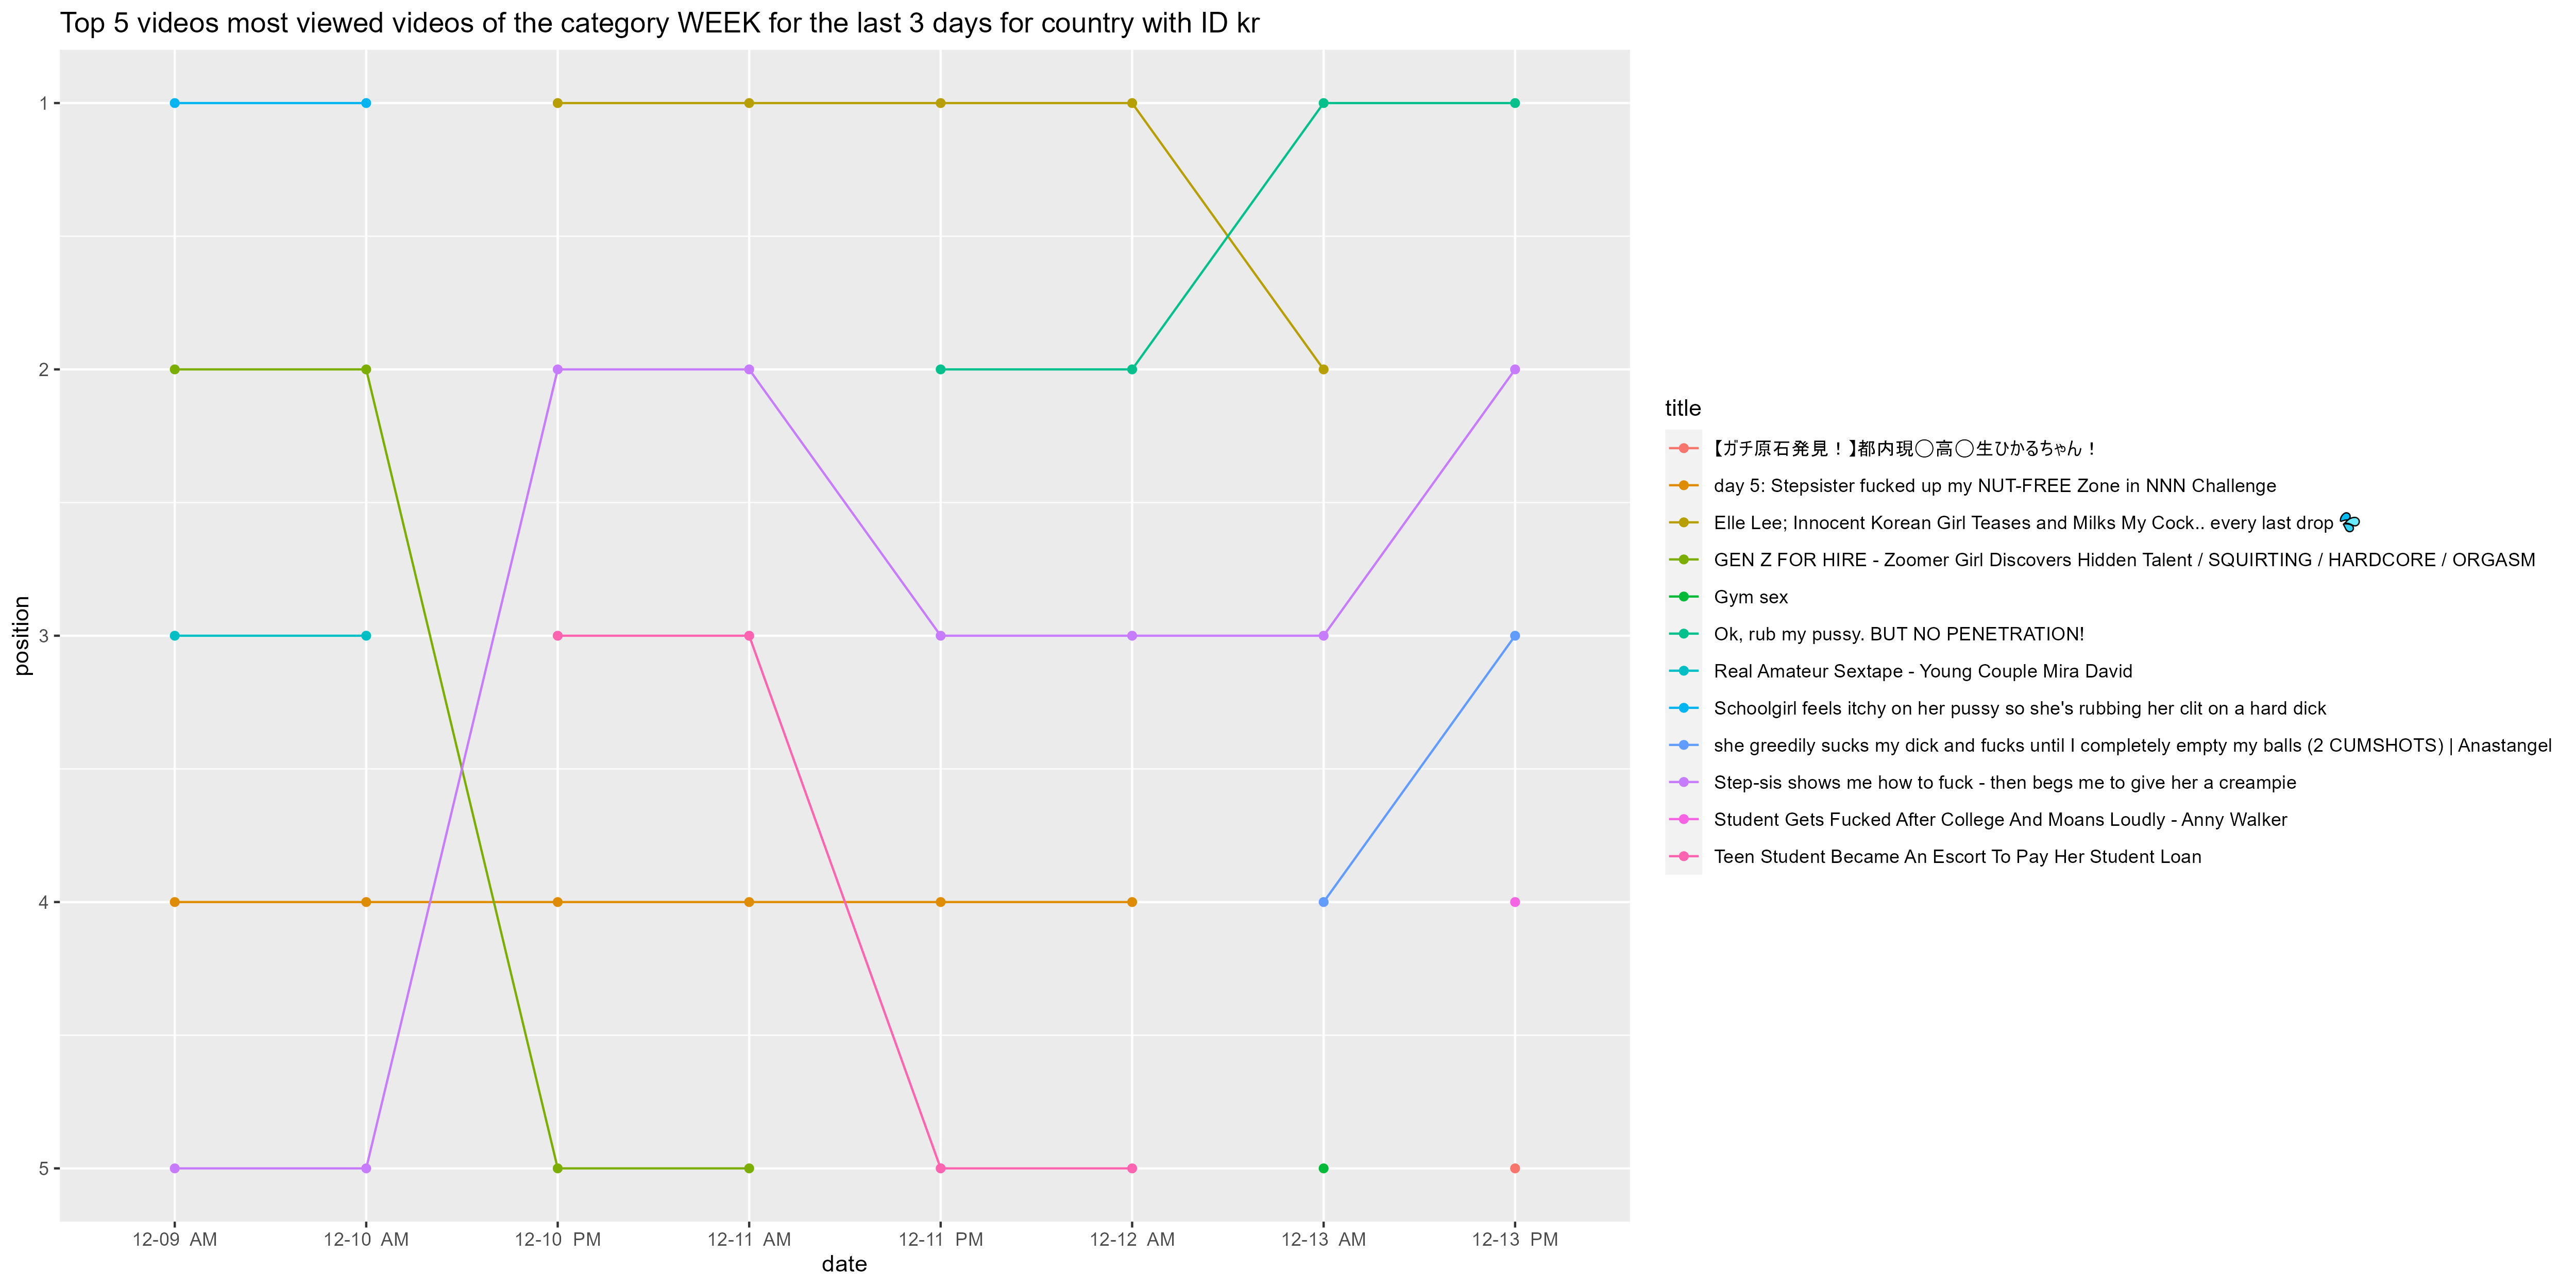 Top 5 videos most viewed videos of the category WEEK for the last 3 days for country with ID kr
1
2
3
4
5
position
12-09 AM
12-10 AM
12-10 PM
12-11 AM
12-11 PM
12-12 AM
12-13 AM
12-13 PM
date
title
【ガチ原石発見！】都内現◯高◯生ひかるちゃん！
day 5: Stepsister fucked up my NUT-FREE Zone in NNN Challenge
Elle Lee; Innocent Korean Girl Teases and Milks My Cock.. every last drop 💦
GEN Z FOR HIRE - Zoomer Girl Discovers Hidden Talent / SQUIRTING / HARDCORE / ORGASM
Gym sex
Ok, rub my pussy. BUT NO PENETRATION!
Real Amateur Sextape - Young Couple Mira David
Schoolgirl feels itchy on her pussy so she's rubbing her clit on a hard dick
she greedily sucks my dick and fucks until I completely empty my balls (2 CUMSHOTS) | Anastangel
Step-sis shows me how to fuck - then begs me to give her a creampie
Student Gets Fucked After College And Moans Loudly - Anny Walker
Teen Student Became An Escort To Pay Her Student Loan